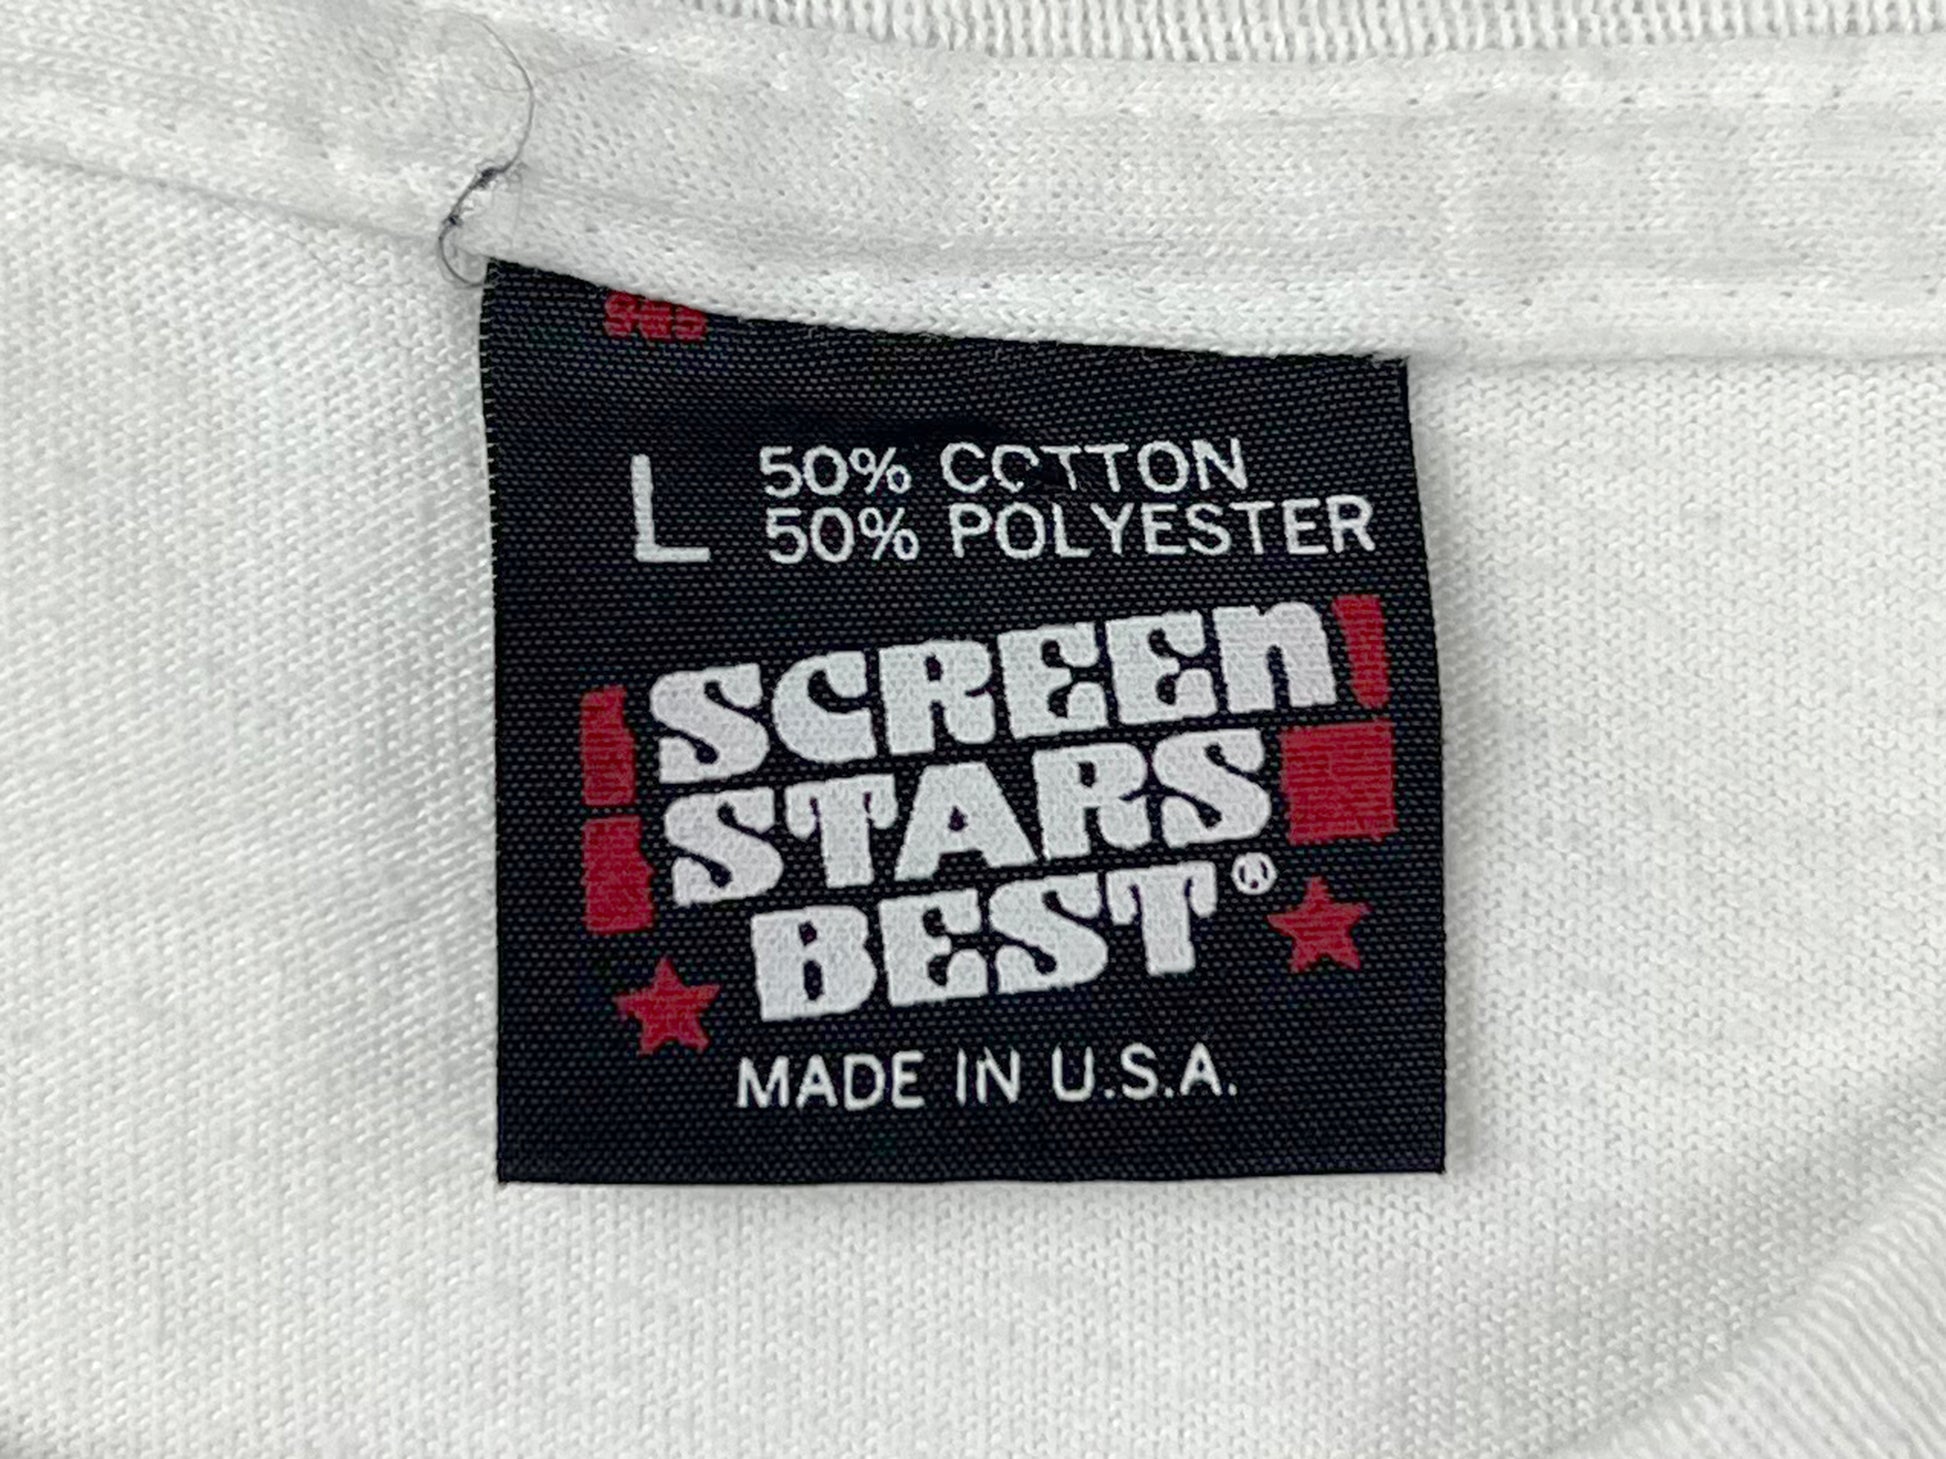 L 50% COTTON
50% POLYESTER
SCREEn
STARS
BEST®
MADE IN U.S.A.